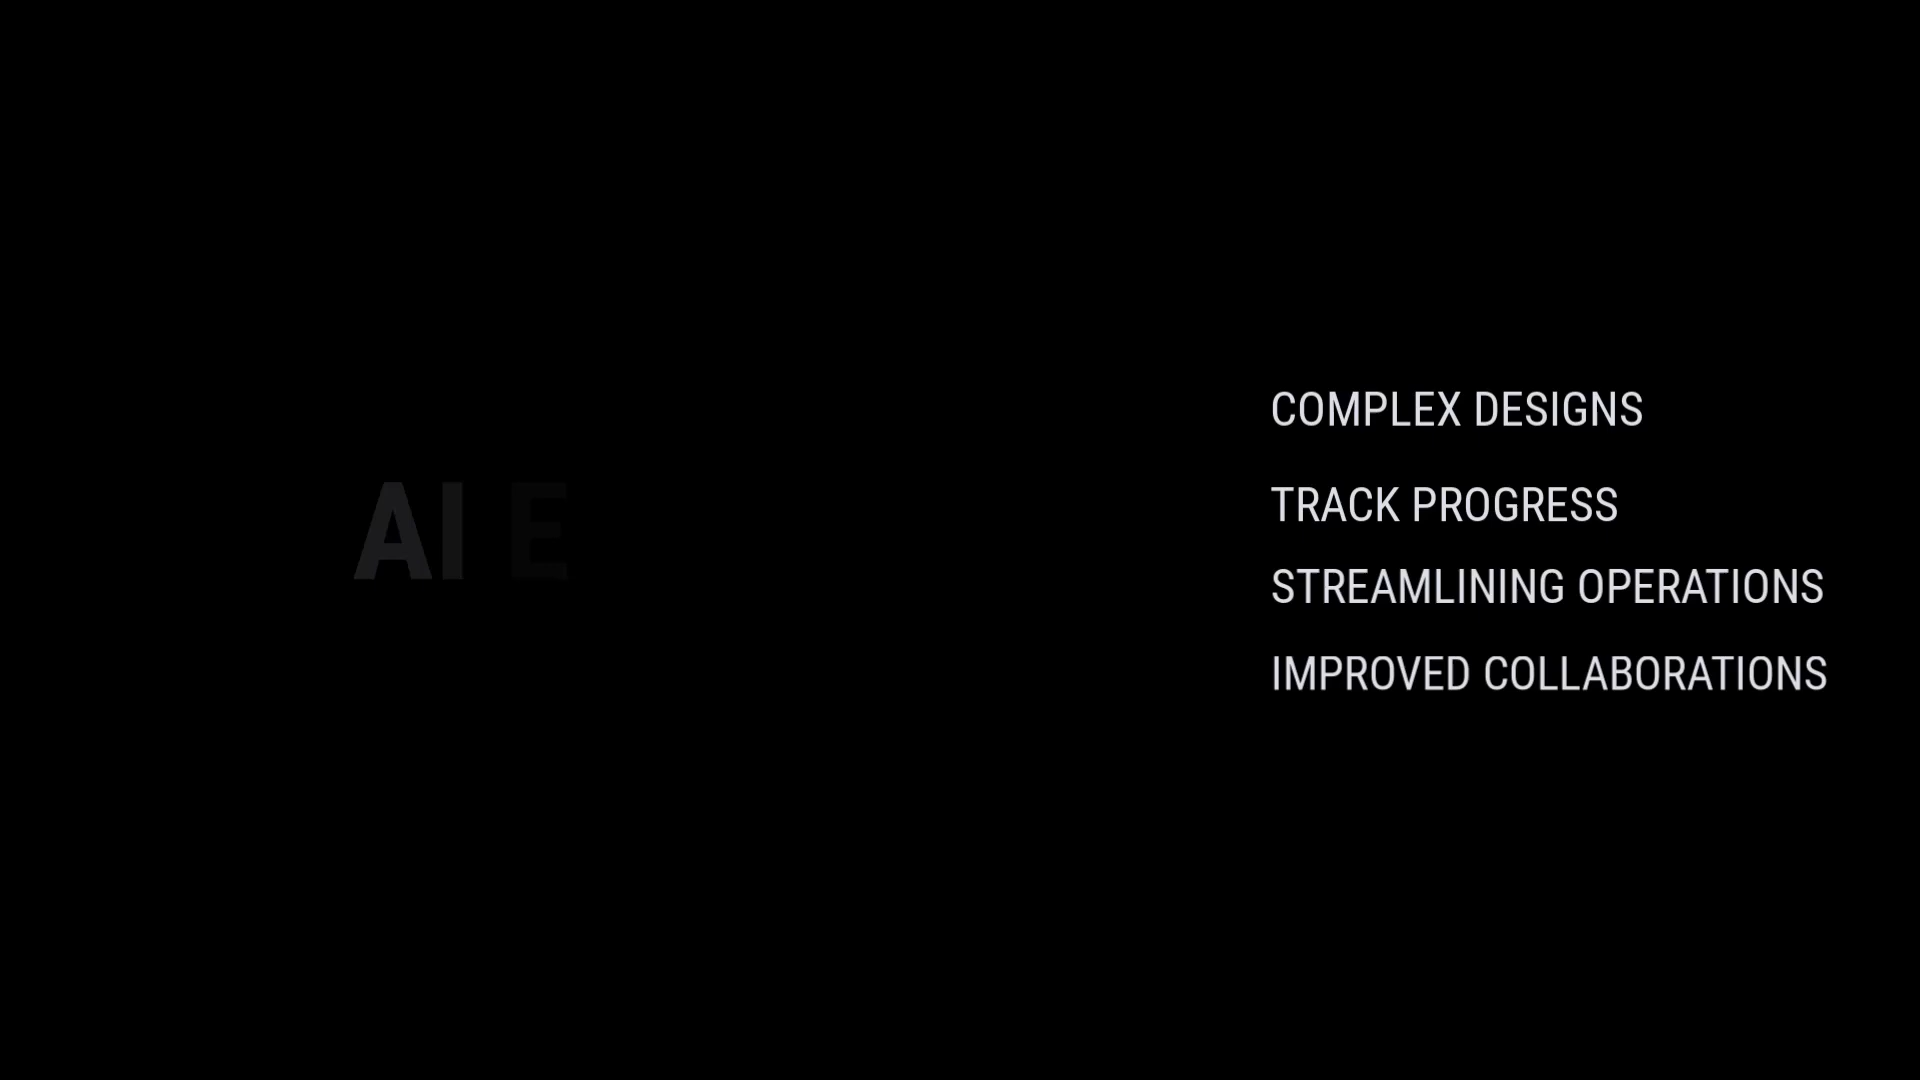 AI E
COMPLEX DESIGNS
TRACK PROGRESS
STREAMLINING OPERATIONS
IMPROVED COLLABORATIONS